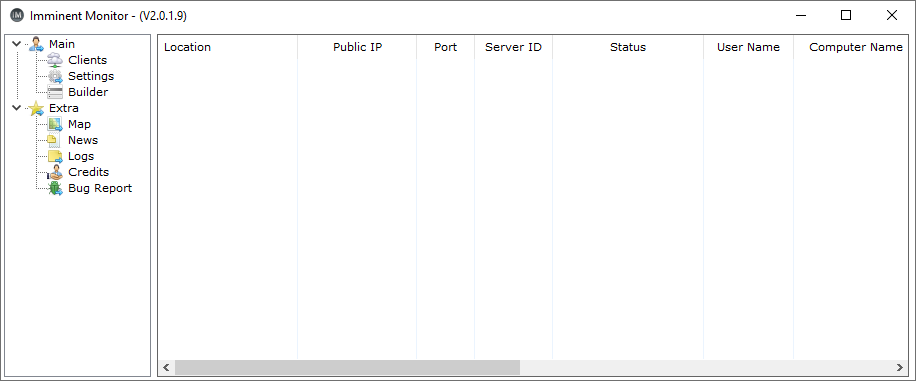 Imminent Monitor - (V2.0.1.9)
Main
Clients
Settings
Builder
Extra
Map
News
Logs
Credits
Bug Report
Location Public IP Port Server ID Status User Name Computer Name